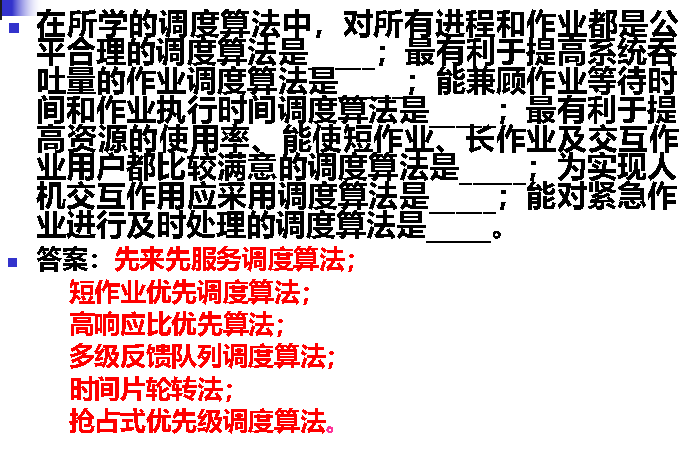 在所学的调度算法中，对所有进程和作业都是公
平合理的调度算法是____；最有利于提高系统吞
吐量的作业调度算法是____；能兼顾作业等待时
间和作业执行时间调度算法是____；最有利于提
高资源的使用率、能使短作业、长作业及交互作
业用户都比较满意的调度算法是____；为实现人
机交互作用应采用调度算法是____；能对紧急作
业进行及时处理的调度算法是____。
答案：先来先服务调度算法；
短作业优先调度算法；
高响应比优先算法；
多级反馈队列调度算法；
时间片轮转法；
抢占式优先级调度算法。